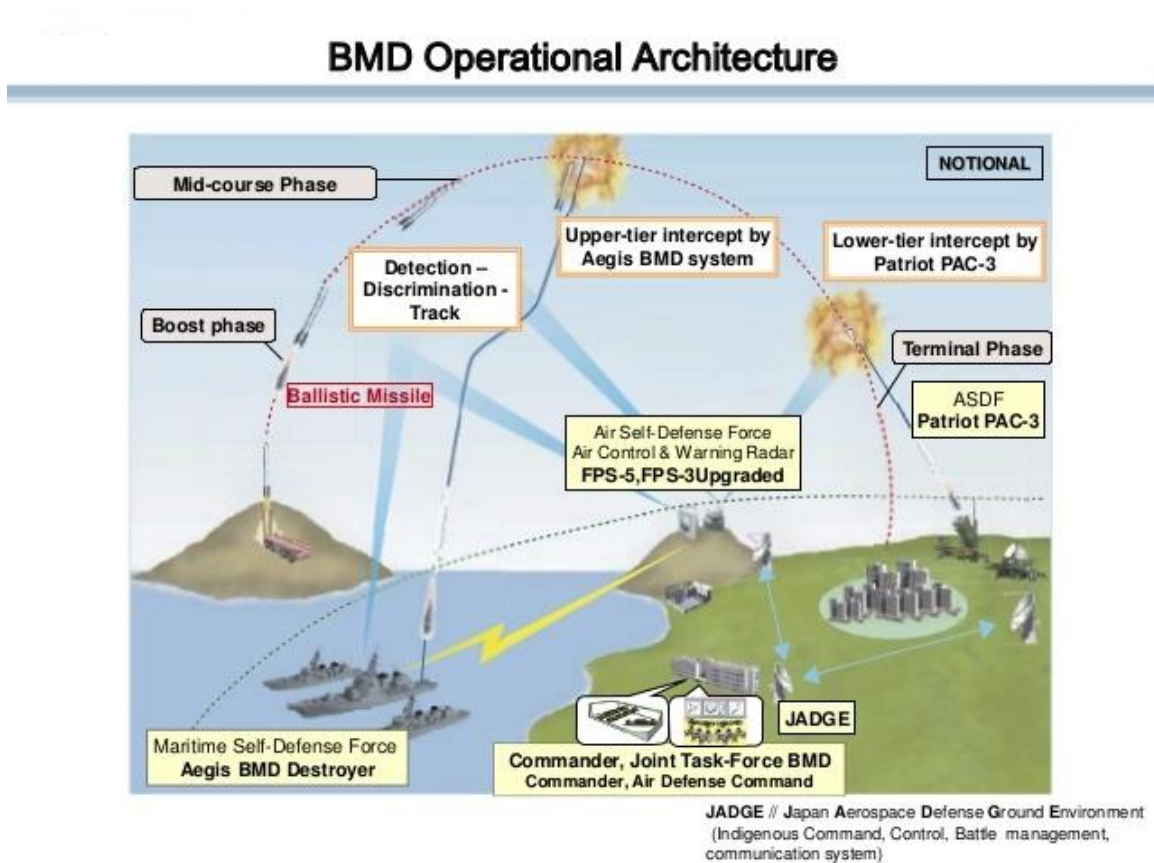 BMD Operational Architecture
NOTIONAL
Mid-course Phase
Upper-tier intercept by
Aegis BMD system
Lower-tier intercept by
Patriot PAC-3
Detection –
Discrimination -
Track
Boost phase
Terminal Phase
Ballistic Missile
ASDF
Patriot PAC-3
Air Self-Defense Force
Air Control & Warning Radar
FPS-5,FPS-3Upgraded
JADGE
Maritime Self-Defense Force
Aegis BMD Destroyer
Commander, Joint Task-Force BMD
Commander, Air Defense Command
JADGE // Japan Aerospace Defense Ground Environment
(Indigenous Command, Control, Battle management,
communication system)